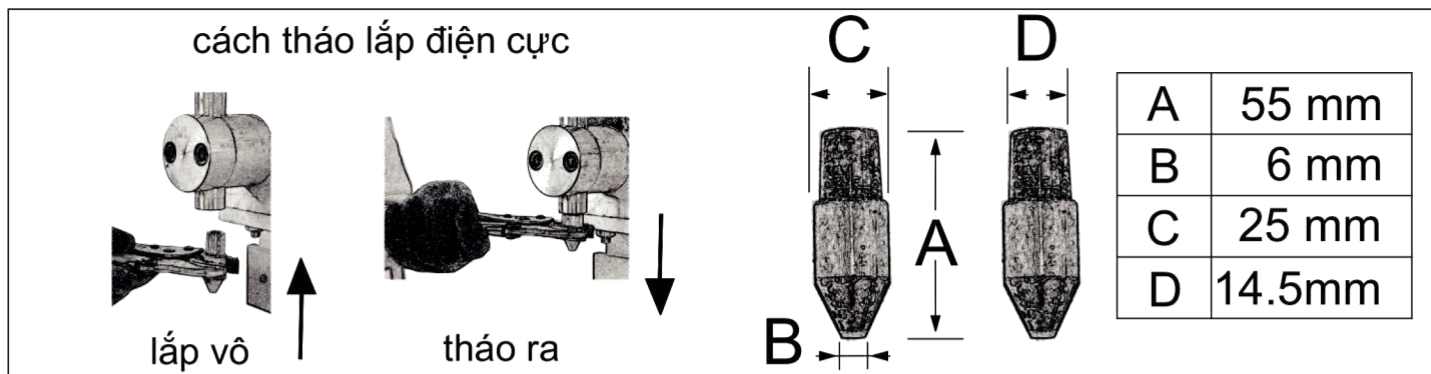 cách tháo lắp điện cực
lắp vô
tháo ra
C
D
A
B
A 55 mm
B 6 mm
C 25 mm
D 14.5mm